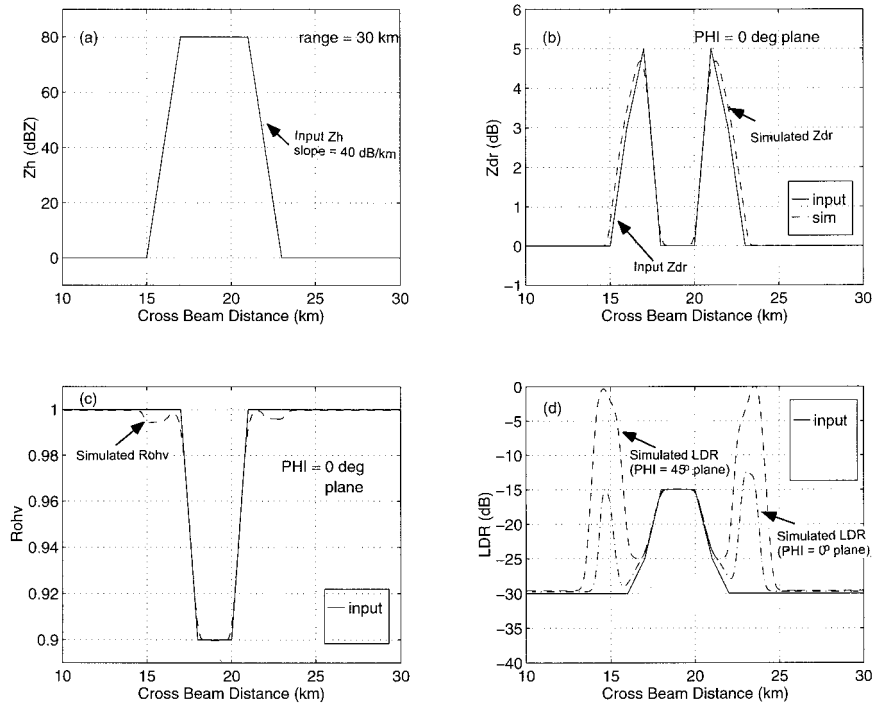 (a)
range = 30 km
Input Zh
slope = 40 dB/km
Zh (dBZ)
80
60
40
20
0
10
15
20
25
30
Cross Beam Distance (km)
(b)
PHI = 0 deg plane
Simulated Zdr
input
sim
Input Zdr
Zdr (dB)
6
5
4
3
2
1
0
−1
10
15
20
25
30
Cross Beam Distance (km)
(c)
Simulated Rohv
PHI = 0 deg
plane
input
Rohv
1
0.98
0.96
0.94
0.92
0.9
10
15
20
25
30
Cross Beam Distance (km)
(d)
input
Simulated LDR
(PHI = 45º plane)
Simulated LDR
(PHI = 0º plane)
LDR (dB)
0
−5
−10
−15
−20
−25
−30
−35
−40
10
15
20
25
30
Cross Beam Distance (km)